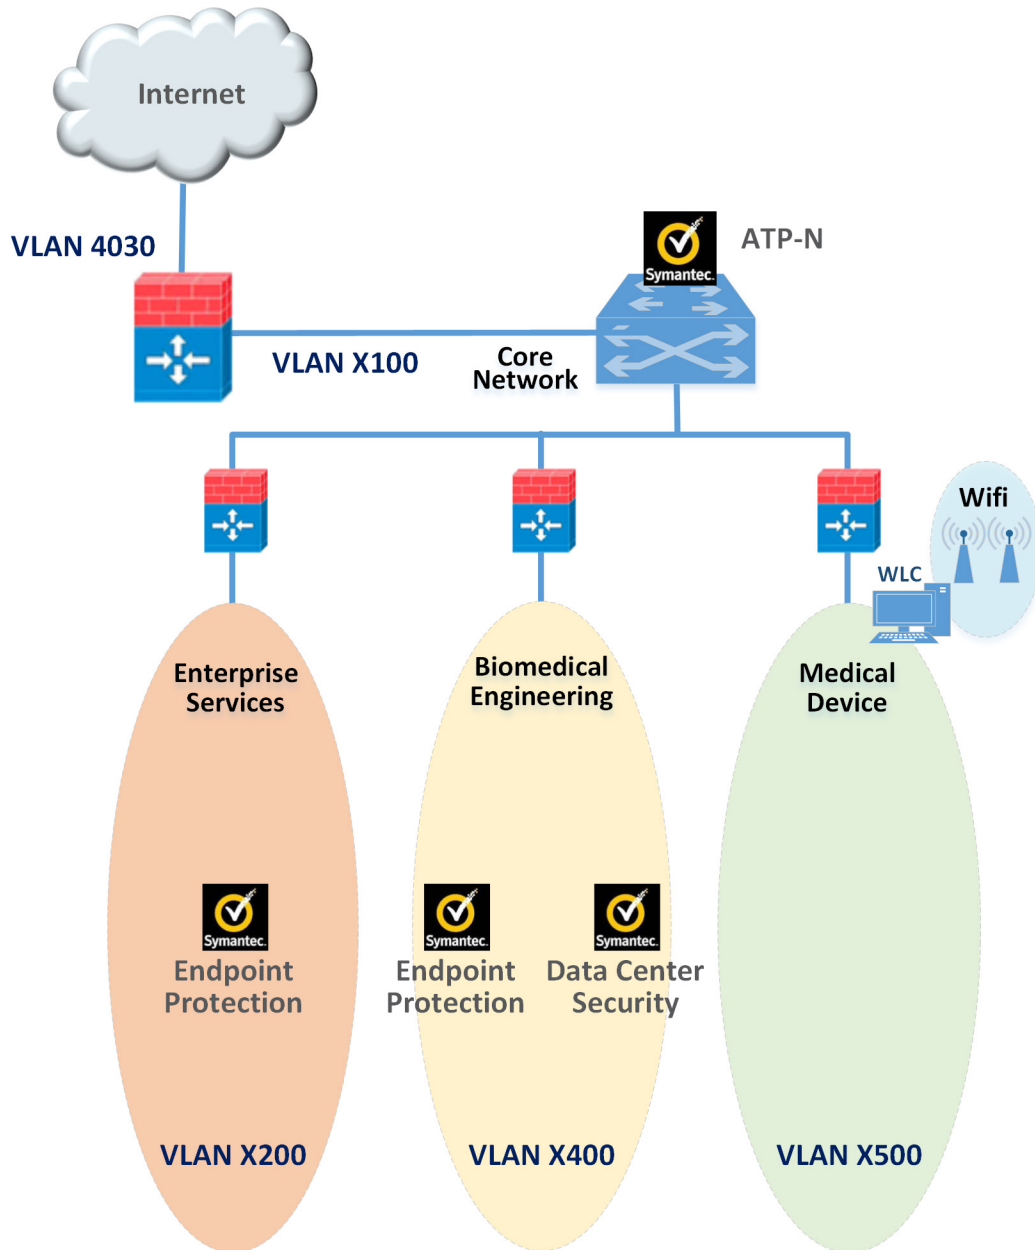 Internet
VLAN 4030
Symantec.
ATP-N
VLAN X100
Core
Network
Wifi
WLC
Enterprise
Services
Biomedical
Engineering
Medical
Device
Symantec.
Symantec.
Symantec.
Endpoint
Protection
Endpoint
Protection
Data Center
Security
VLAN X200
VLAN X400
VLAN X500